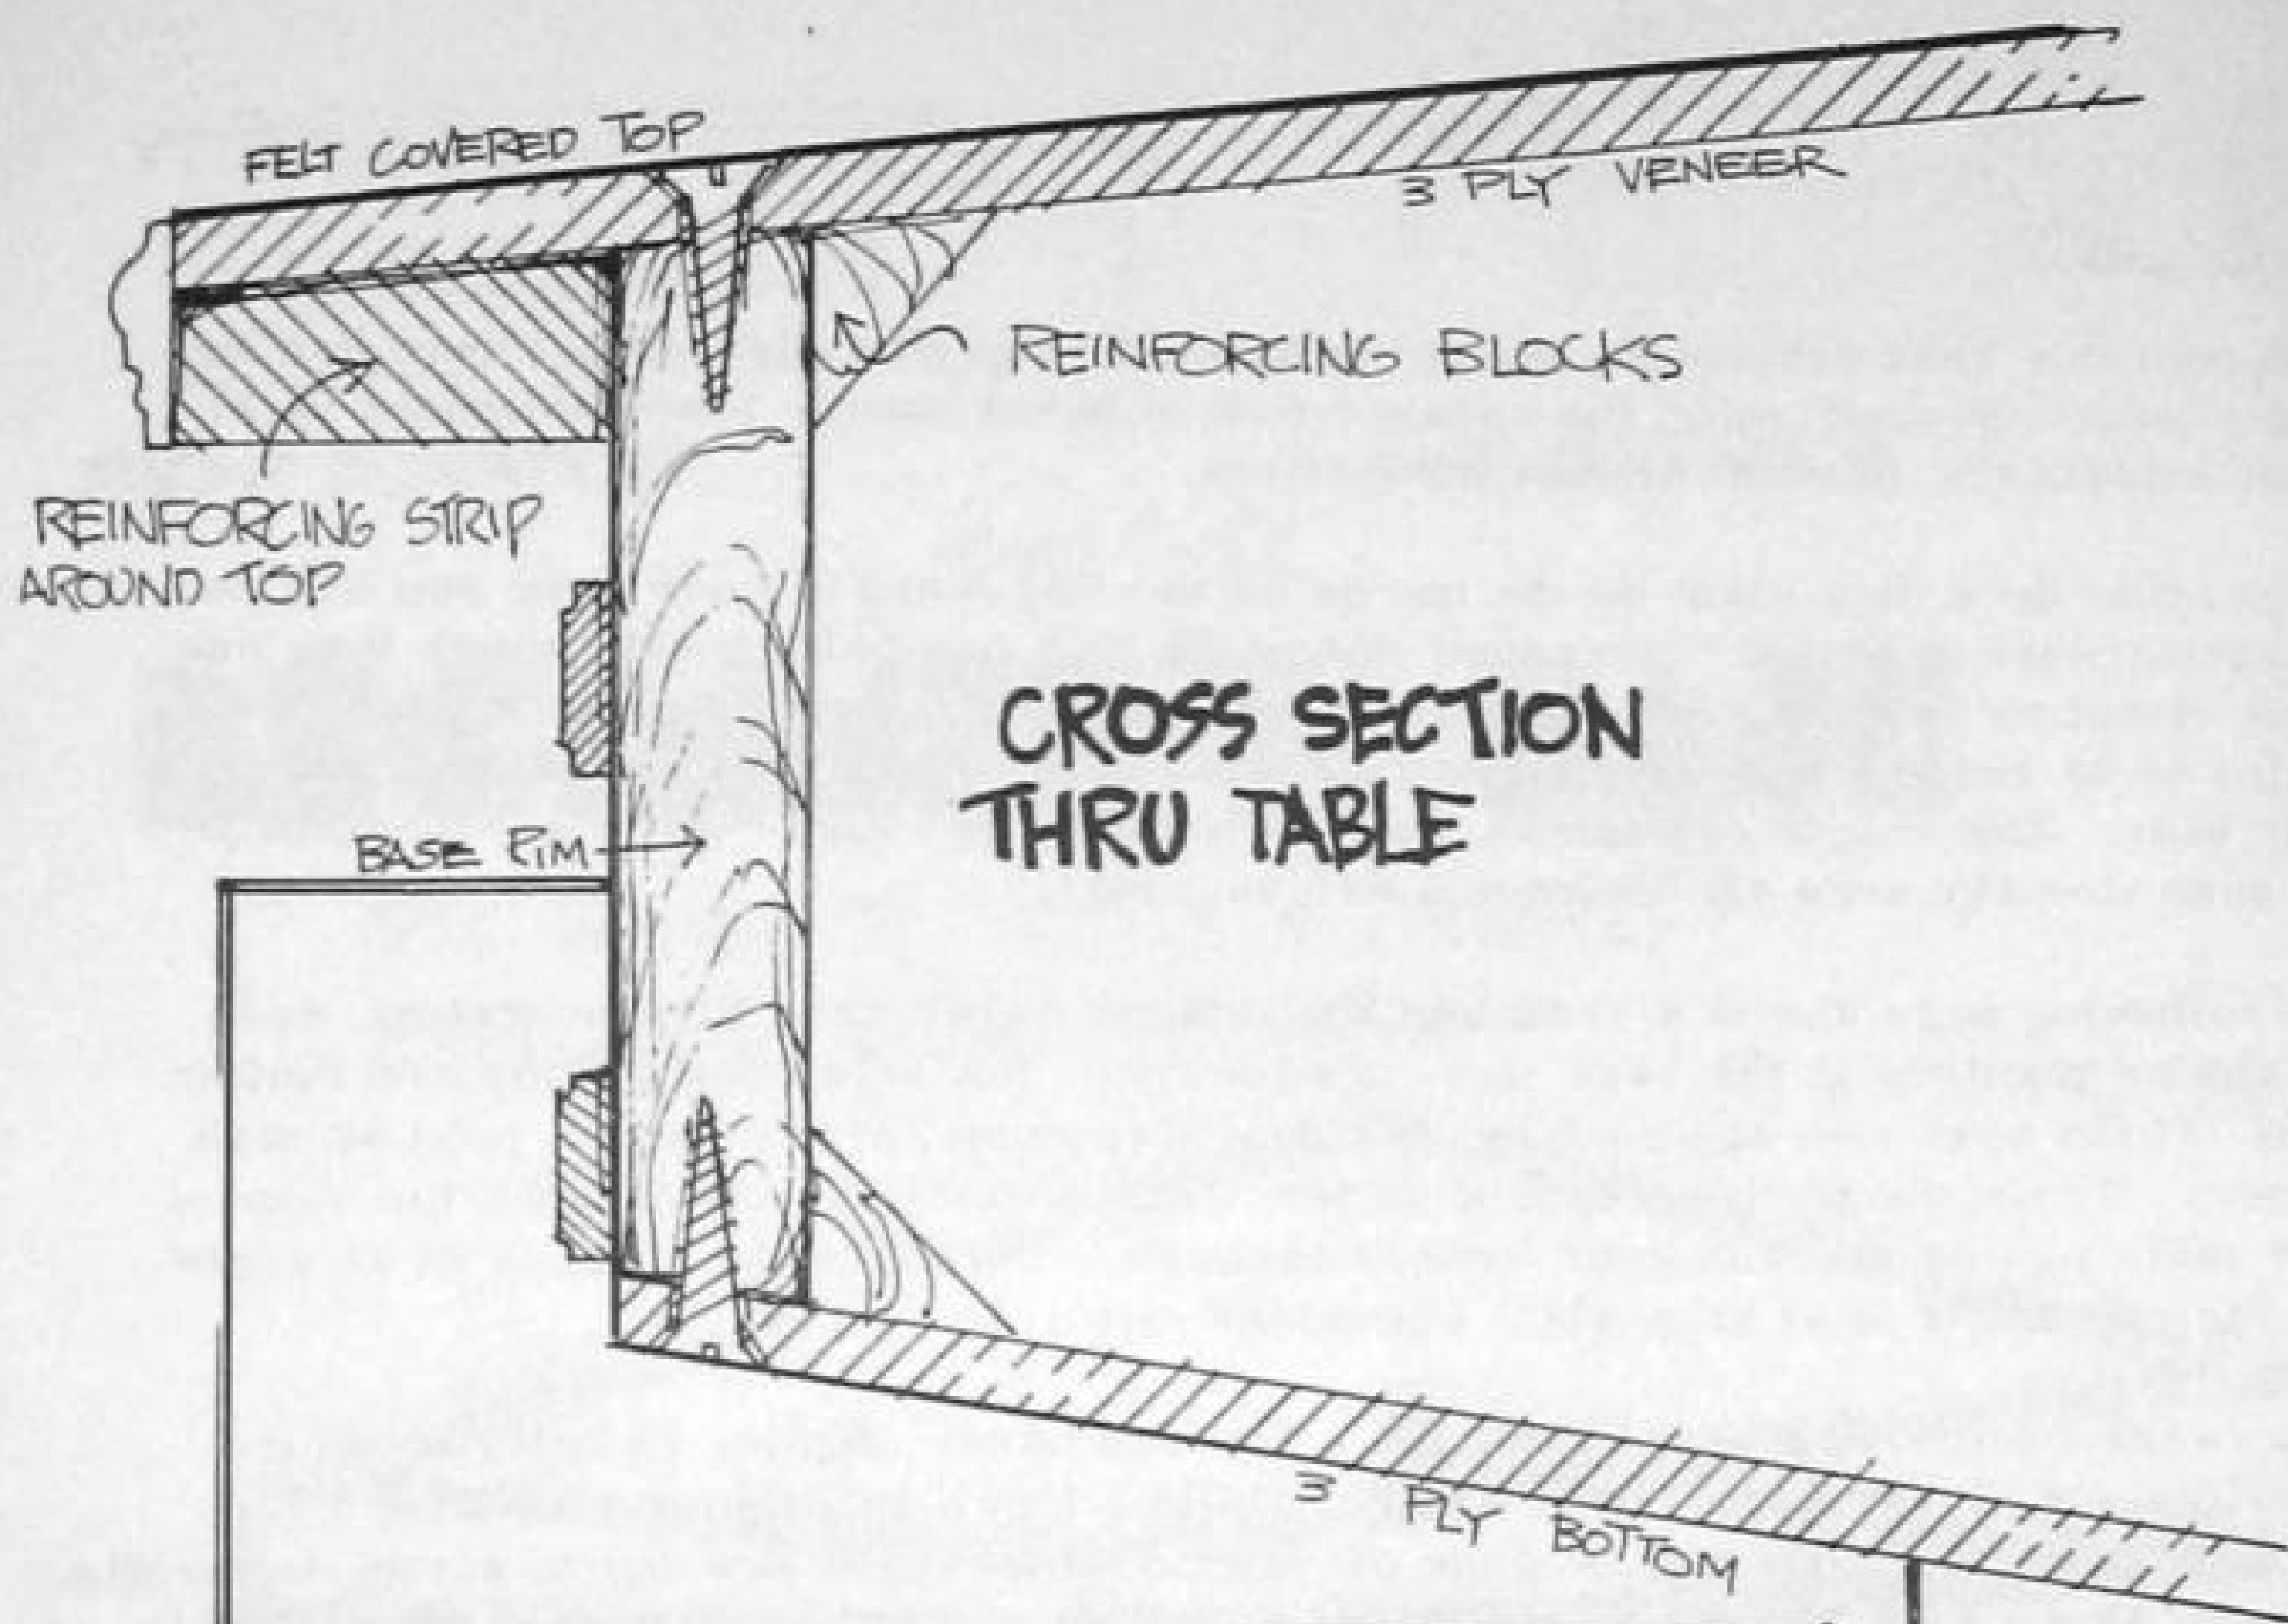 FELT COVERED TOP
3 PLY VENEER
REINFORCING BLOCKS
REINFORCING STRIP
AROUND TOP
CROSS SECTION
THRU TABLE
BASE RIM
3 PLY BOTTOM